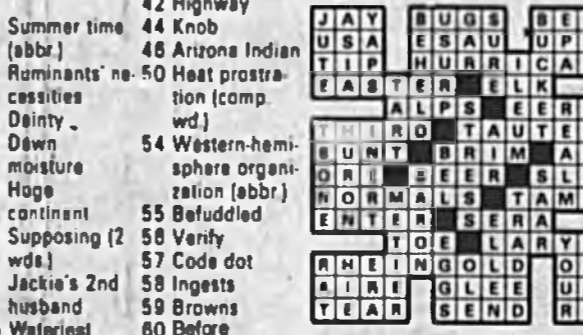 Summer time
(abbr.)
Ruminants' ne-
cessities
Dainty
Dawn
moisture
Huge
continent
Supposing (2
wds.)
Jackie's 2nd
husband
Wateriest
42 Highway
44 Knob
46 Arizona Indian
50 Heat prostra-
tion (comp.
wd.)
54 Western-hemi-
sphere organi-
zation (abbr.)
55 Befuddled
56 Verify
57 Code dot
58 Ingests
59 Browns
60 Before
JAY BUGS BE
USA ESAU UP
TIP HURRICA
EASTER ELK
ALPS EER
THIRD TAUTE
BUNT BRIM A
ORI BEER SL
NORMALS TAM
ENTER SERA
TOE LARY
RHEINGOLD O
AIRE GLEE U
YEAR SEND R